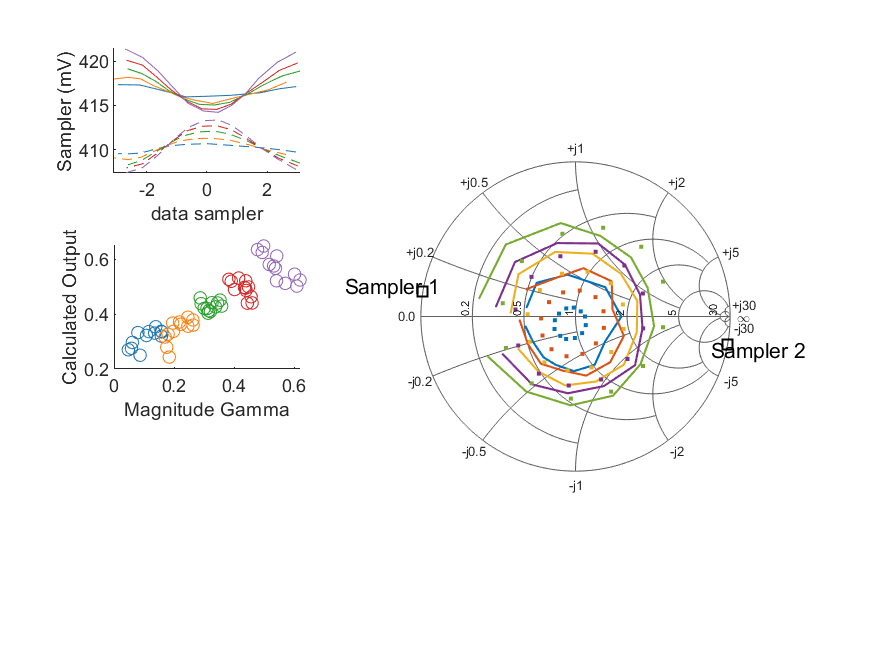 Sampler (mV)
420
415
410
-2
0
2
data sampler
Calculated Output
0.6
0.4
0.2
0
0.2
0.4
0.6
Magnitude Gamma
+j1
+j0.5
+j2
+j0.2
+j5
Sampler 1
0.0
0.2
0.5
1
2
5
30
+j30
∞
-j30
Sampler 2
-j0.2
-j5
-j0.5
-j2
-j1